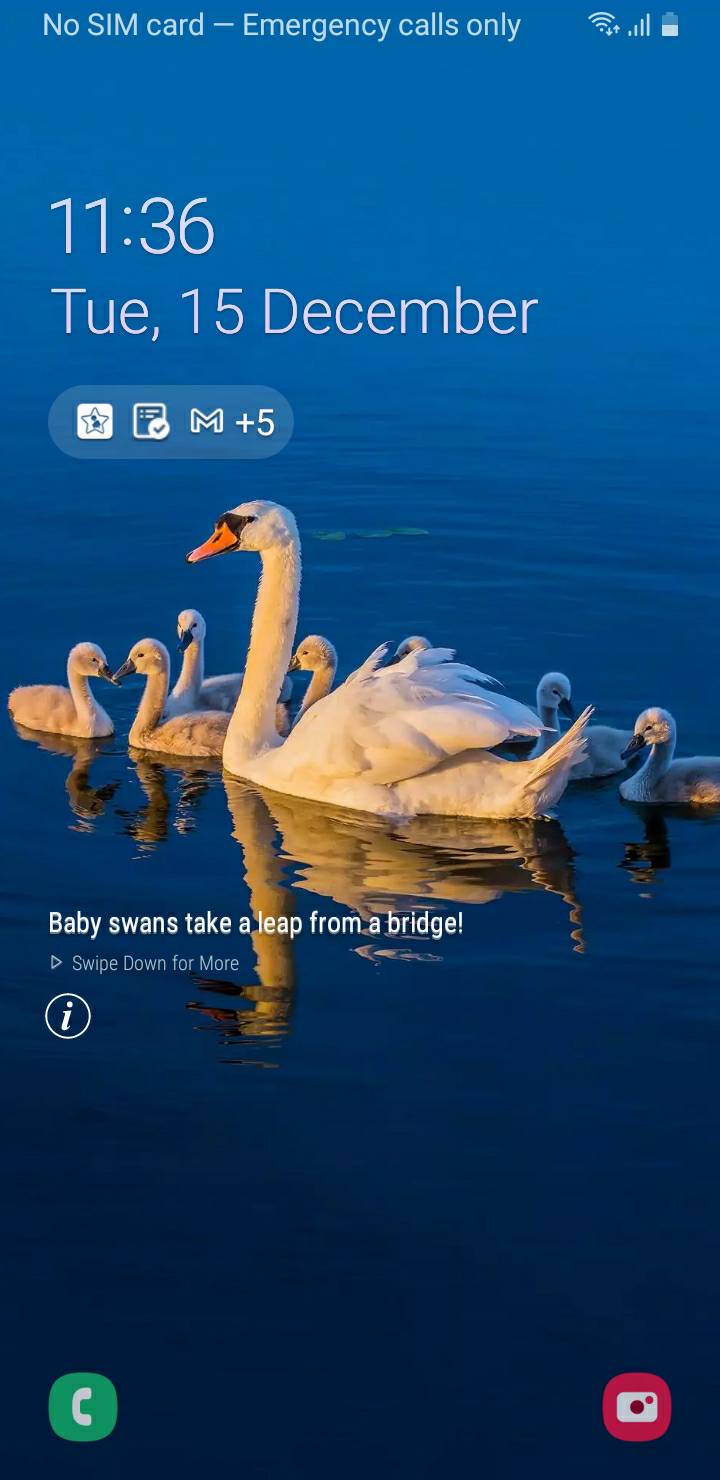 No SIM card — Emergency calls only
11:36
Tue, 15 December
+5
Baby swans take a leap from a bridge!
Swipe Down for More
i